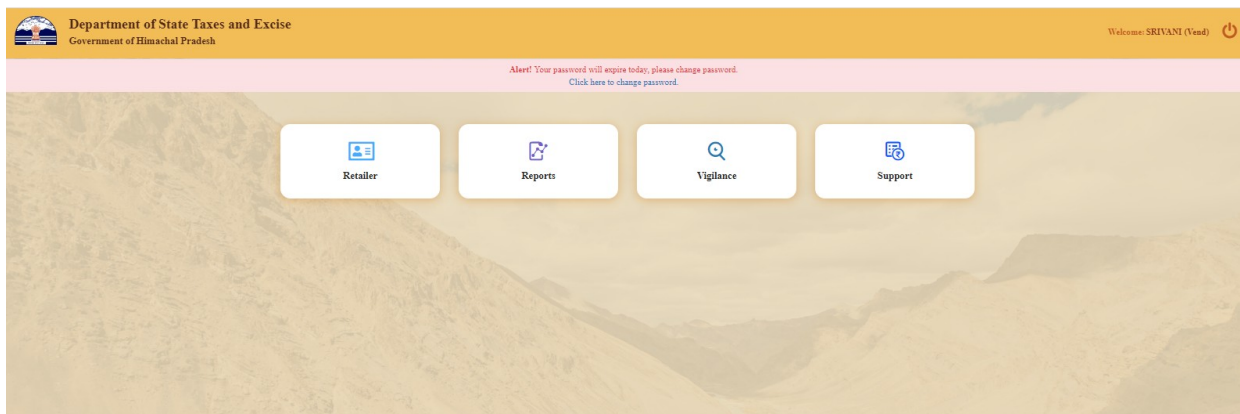 Department of State Taxes and Excise
Government of Himachal Pradesh
Welcome: SRIVANI (Vend)
Alert! Your password will expire today, please change password.
Click here to change password.
Retailer
Reports
Vigilance
Support